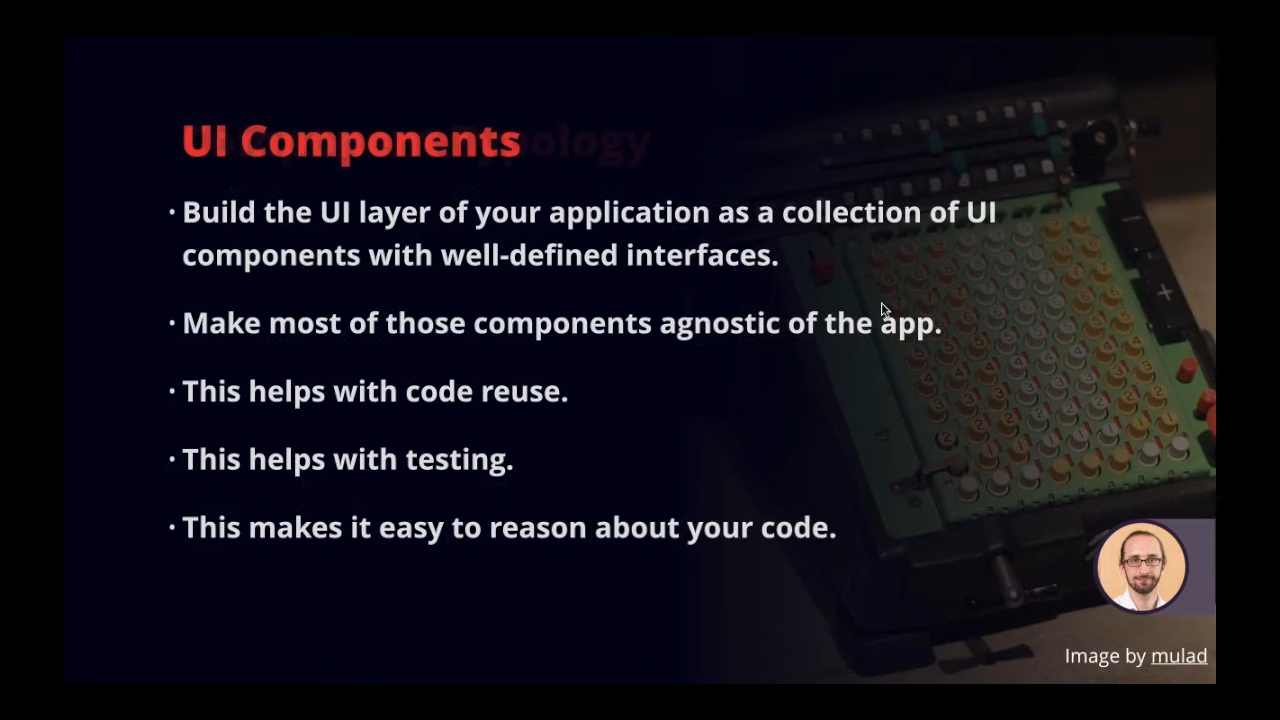 UI Components
· Build the UI layer of your application as a collection of UI
components with well-defined interfaces.
· Make most of those components agnostic of the app.
· This helps with code reuse.
· This helps with testing.
· This makes it easy to reason about your code.
Image by mulad